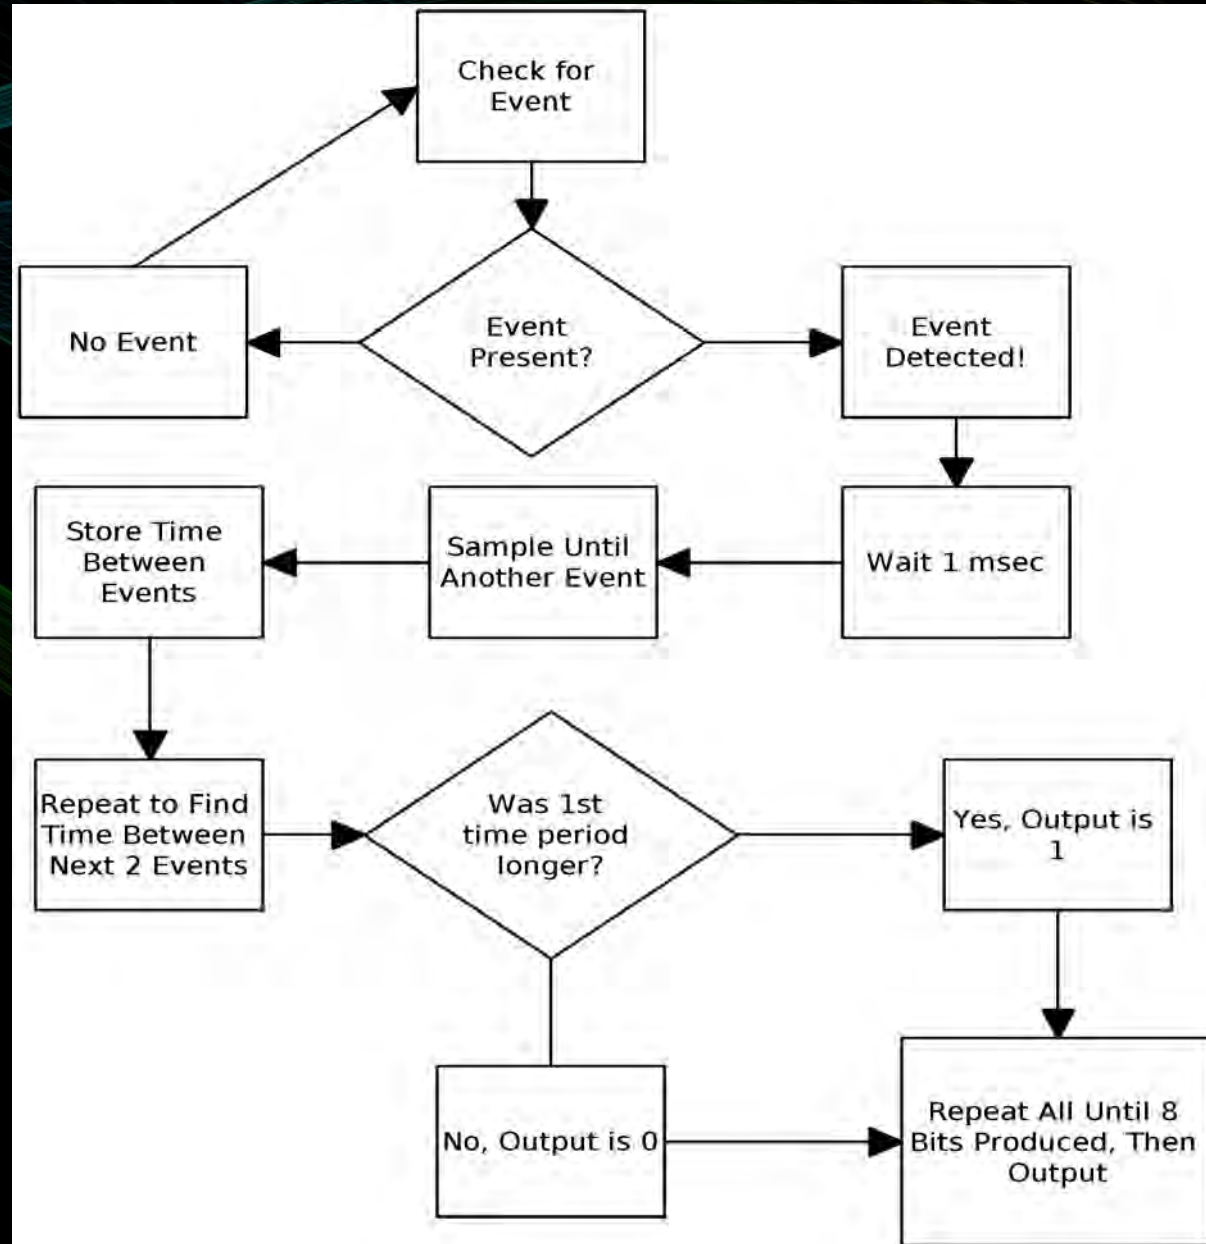 Check for
Event
No Event
Event
Present?
Event
Detected!
Store Time
Between
Events
Sample Until
Another Event
Wait 1 msec
Repeat to Find
Time Between
Next 2 Events
Was 1st
time period
longer?
Yes, Output is
1
No, Output is 0
Repeat All Until 8
Bits Produced, Then
Output